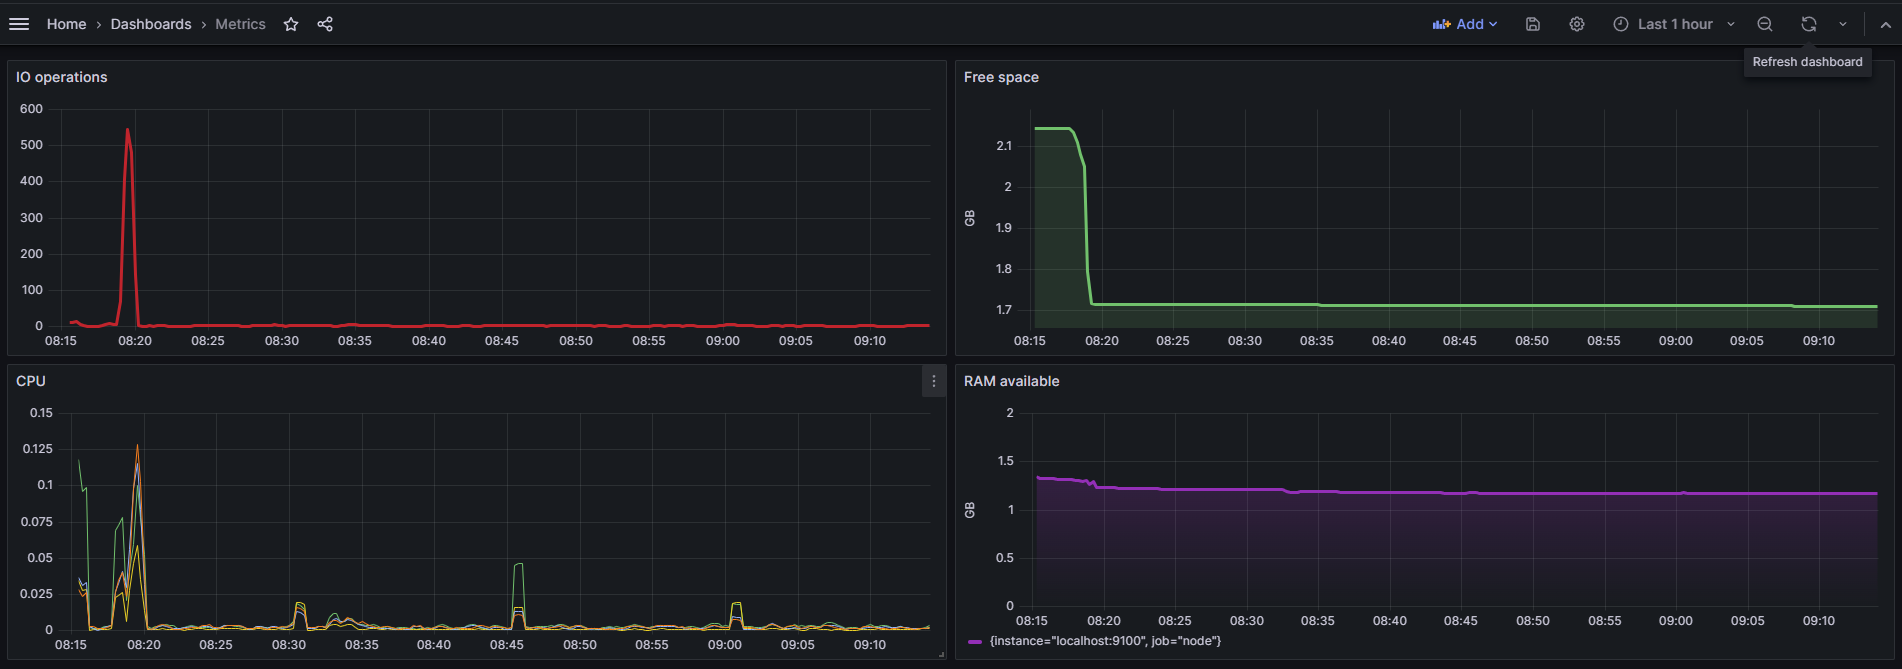 Home › Dashboards › Metrics Add Last 1 hour
Refresh dashboard
IO operations
600
500
400
300
200
100
0
08:15 08:20 08:25 08:30 08:35 08:40 08:45 08:50 08:55 09:00 09:05 09:10
Free space
GB
2.1
2
1.9
1.8
1.7
08:15 08:20 08:25 08:30 08:35 08:40 08:45 08:50 08:55 09:00 09:05 09:10
CPU
0.15
0.125
0.1
0.075
0.05
0.025
0
08:15 08:20 08:25 08:30 08:35 08:40 08:45 08:50 08:55 09:00 09:05 09:10
RAM available
GB
2
1.5
1
0.5
0
08:15 08:20 08:25 08:30 08:35 08:40 08:45 08:50 08:55 09:00 09:05 09:10
{instance="localhost:9100", job="node"}